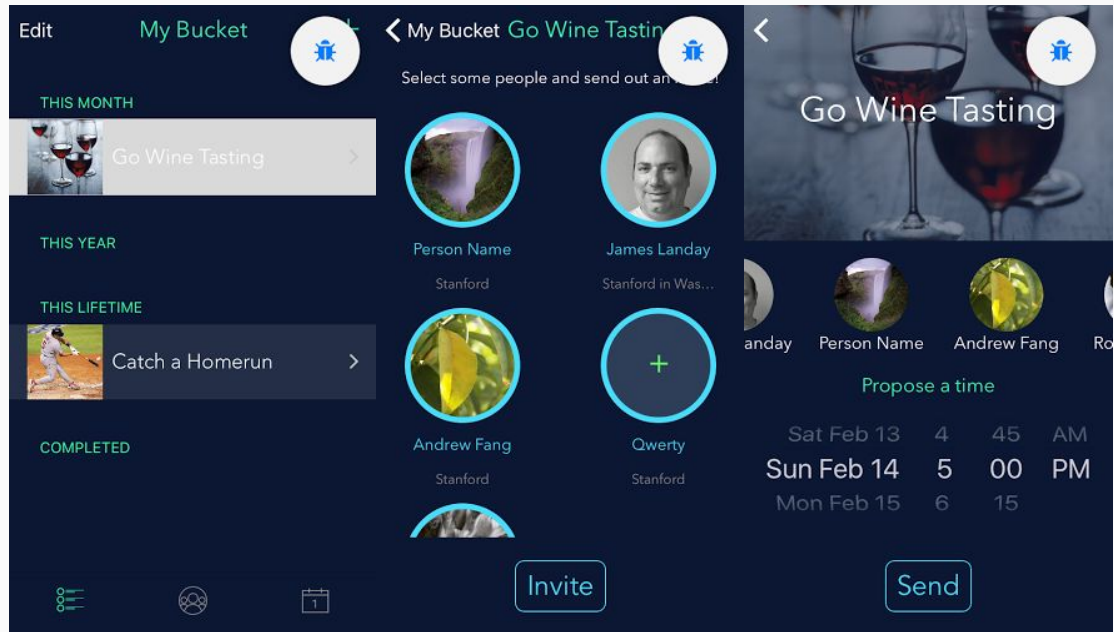 Edit My Bucket +
THIS MONTH
Go Wine Tasting
THIS YEAR
THIS LIFETIME
Catch a Homerun
COMPLETED
1
My Bucket Go Wine Tastin
Select some people and send out an
Person Name
Stanford
James Landay
Stanford in Was...
Andrew Fang
Stanford
+
Qwerty
Stanford
Invite
Go Wine Tasting
anday Person Name Andrew Fang Ro
Propose a time
Sat Feb 13 4 45 AM
Sun Feb 14 5 00 PM
Mon Feb 15 6 15
Send